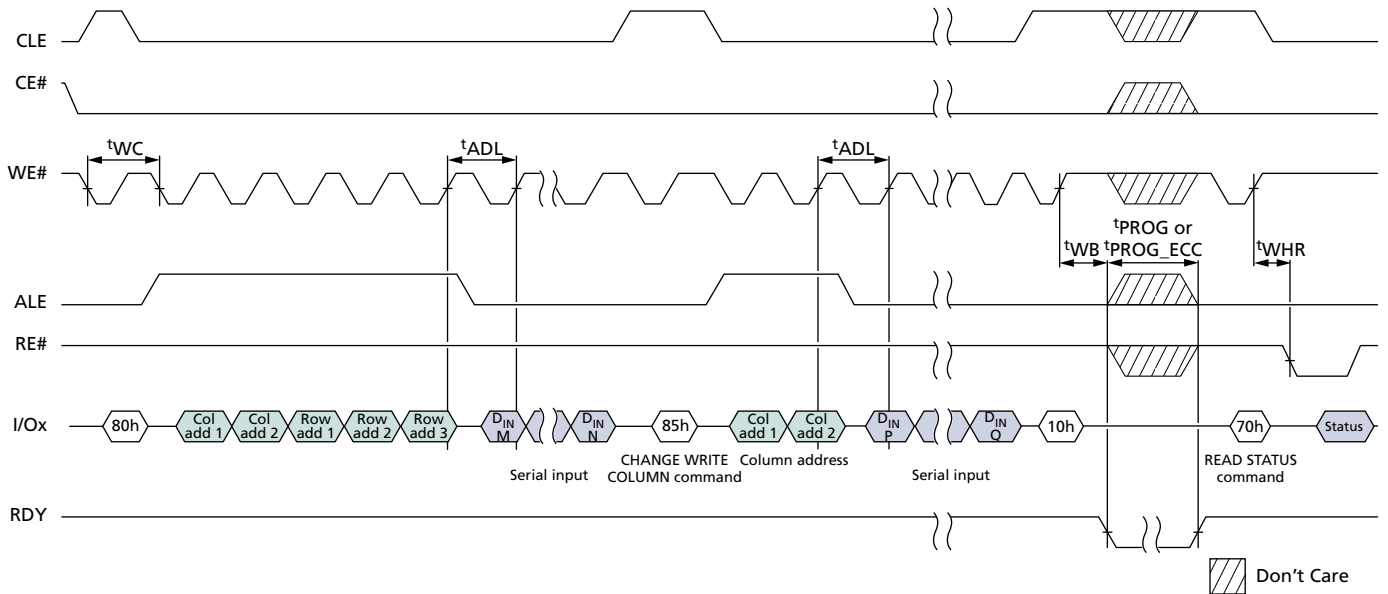 CLE
CE#
tWC
tADL
tADL
WE#
tPROG or
tWB tPROG_ECC tWHR
ALE
RE#
I/Ox 80h Col add 1 Col add 2 Row add 1 Row add 2 Row add 3 DIN M DIN N 85h Col add 1 Col add 2 DIN P DIN Q 10h 70h Status
Serial input
CHANGE WRITE
COLUMN command
Column address
Serial input
READ STATUS
command
RDY
Don't Care